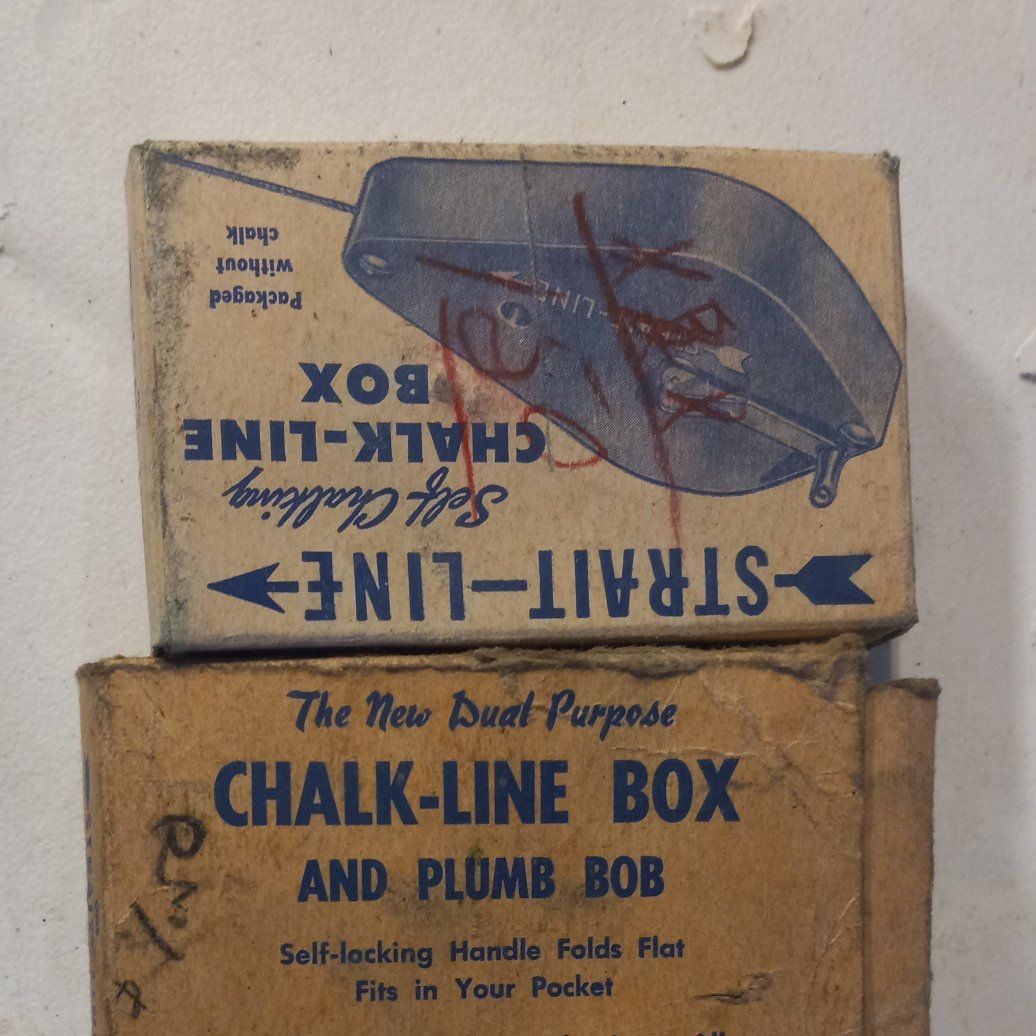 STRAIT-LINE
Self-Chalking
CHALK-LINE
BOX
Packaged
without
chalk
The New Dual Purpose
CHALK-LINE BOX
AND PLUMB BOB
Self-locking Handle Folds Flat
Fits in Your Pocket